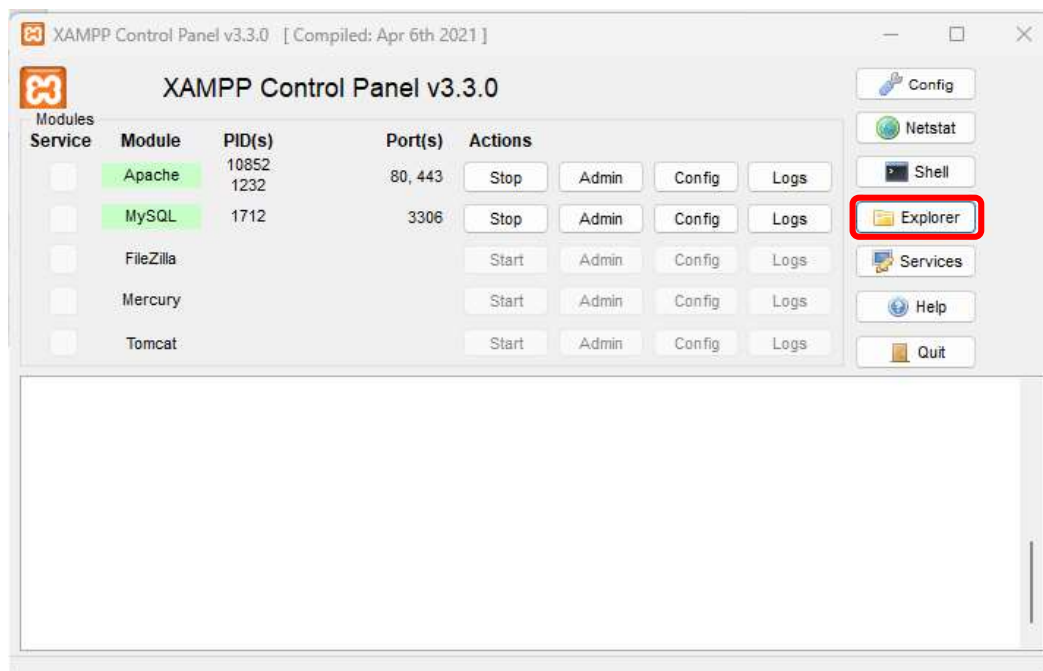 XAMPP Control Panel v3.3.0 [ Compiled: Apr 6th 2021 ]
XAMPP Control Panel v3.3.0
Config
Netstat
Shell
Explorer
Services
Help
Quit
Modules
Service Module PID(s) Port(s) Actions
Apache 10852 1232 80, 443 Stop Admin Config Logs
MySQL 1712 3306 Stop Admin Config Logs
FileZilla Start Admin Config Logs
Mercury Start Admin Config Logs
Tomcat Start Admin Config Logs